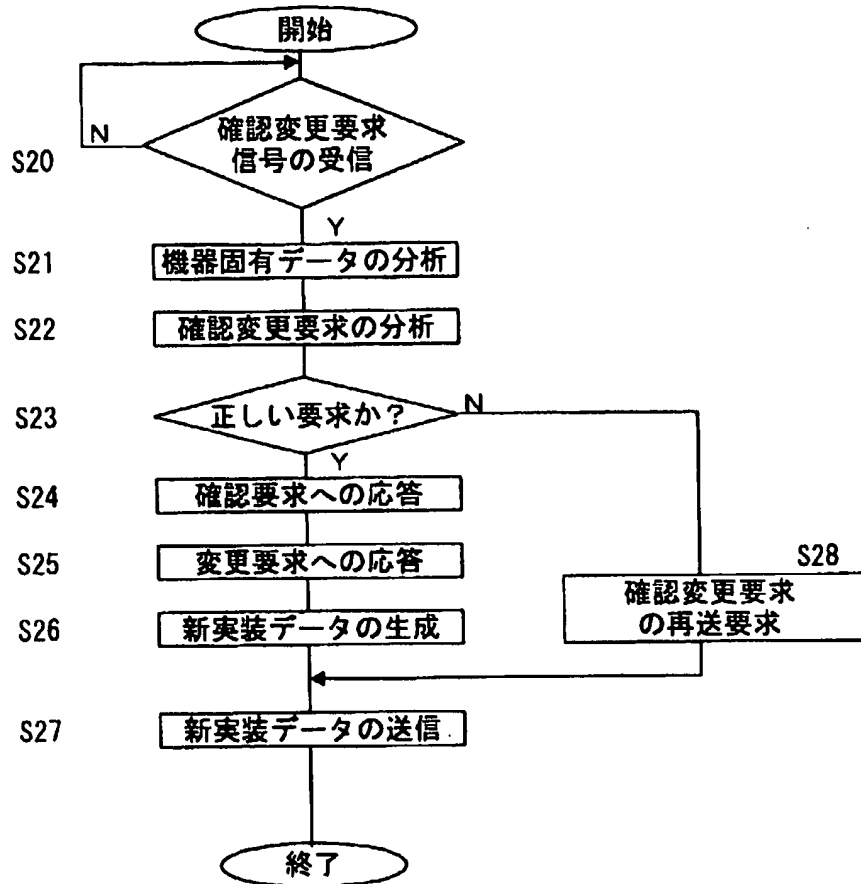 開始
N
確認変更要求
信号の受信
S20
Y
S21
機器固有データの分析
S22
確認変更要求の分析
S23
正しい要求か?
N
Y
S24
確認要求への応答
S25
変更要求への応答
S28
確認変更要求
の再送要求
S26
新実装データの生成
S27
新実装データの送信
終了